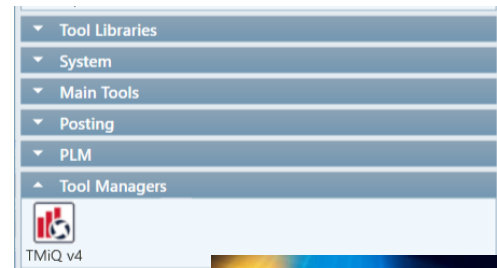 Tool Libraries
System
Main Tools
Posting
PLM
Tool Managers
TMiQ v4